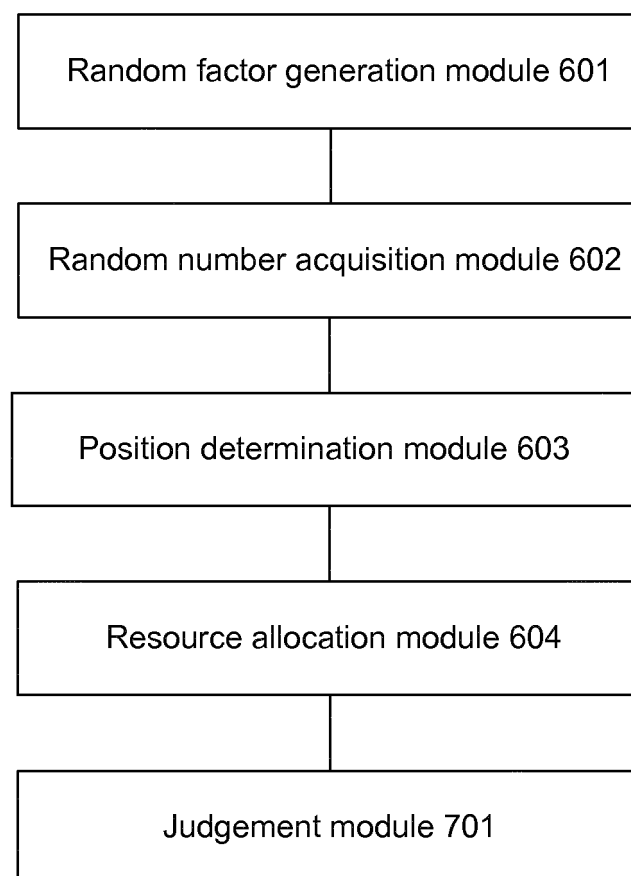 Random factor generation module 601
Random number acquisition module 602
Position determination module 603
Resource allocation module 604
Judgement module 701